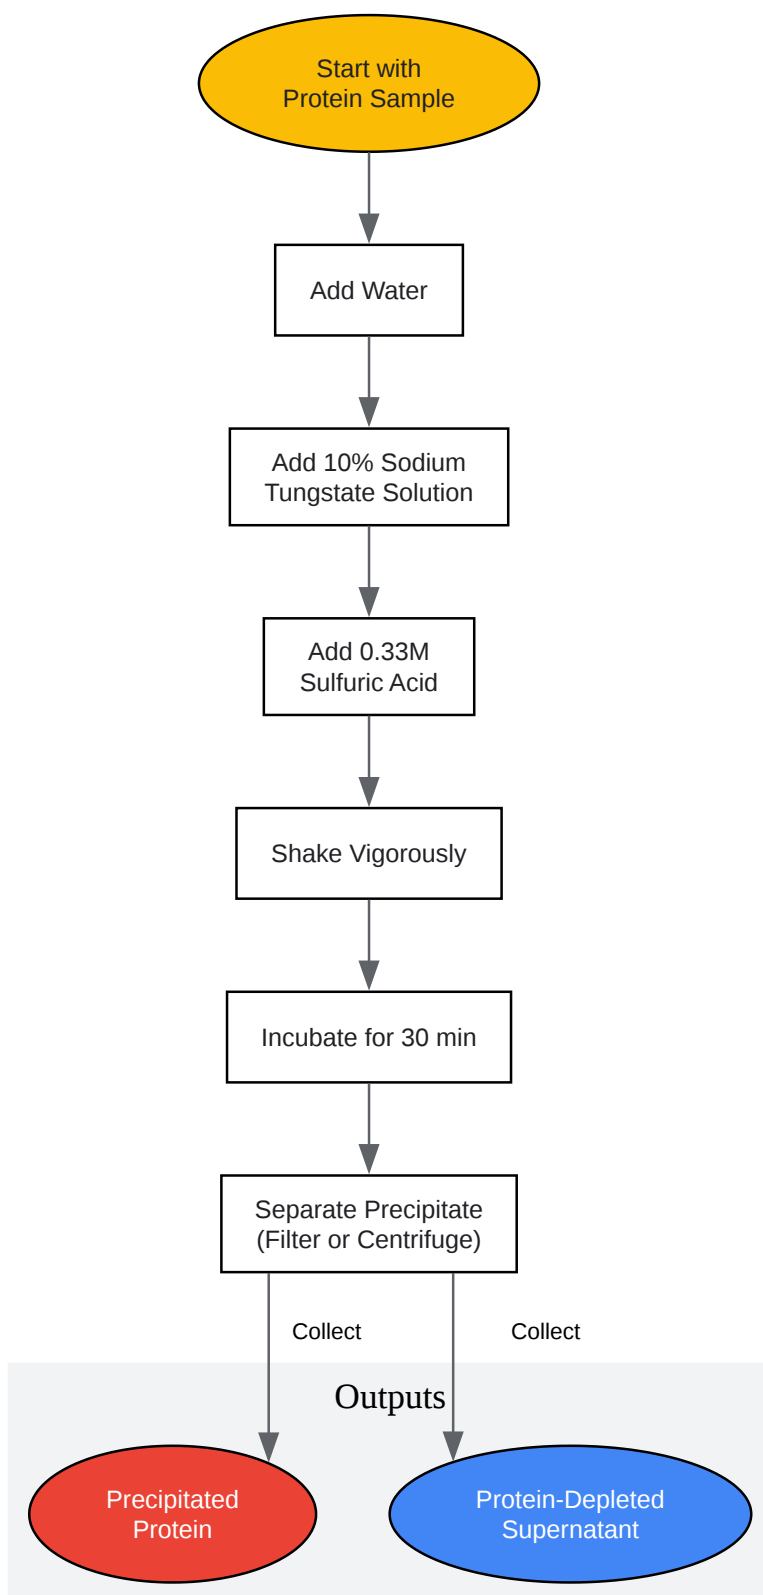 Start with
Protein Sample
Add Water
Add 10% Sodium
Tungstate Solution
Add 0.33M
Sulfuric Acid
Shake Vigorously
Incubate for 30 min
Separate Precipitate
(Filter or Centrifuge)
Collect
Collect
Outputs
Precipitated
Protein
Protein-Depleted
Supernatant